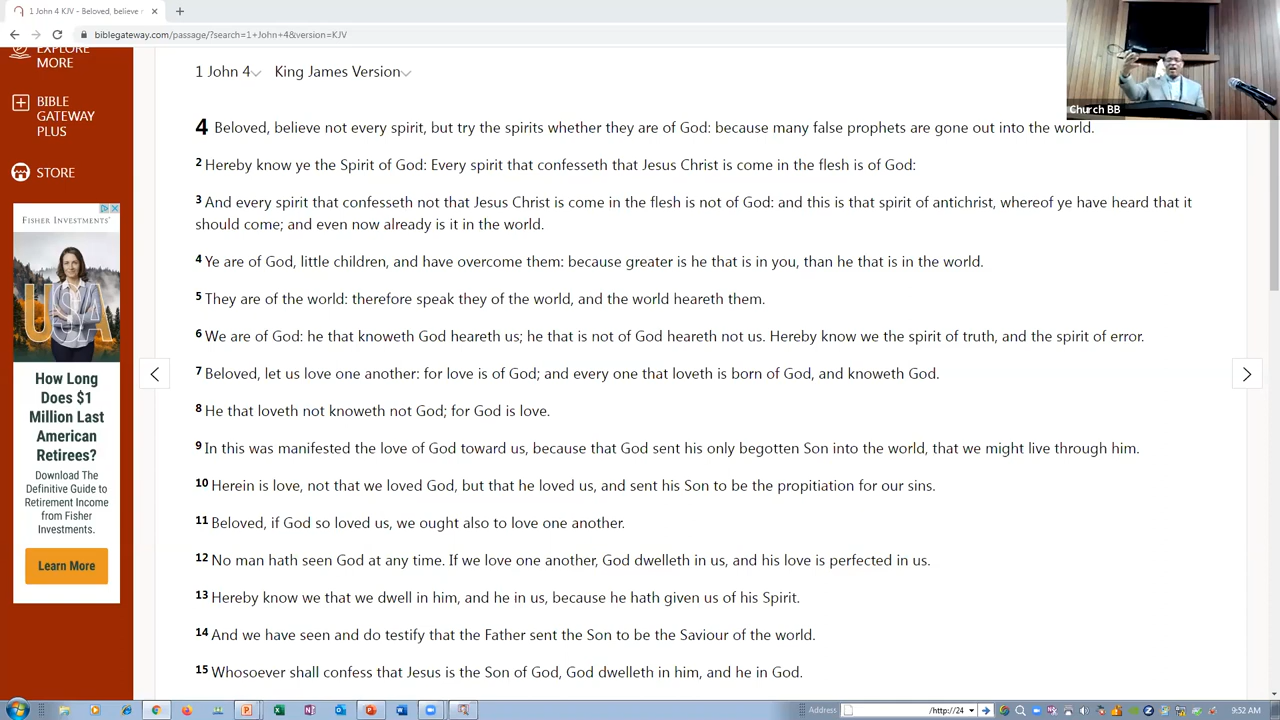 1 John 4 KJV - Beloved, believe n
biblegateway.com/passage/?search=1+John+4&version=KJV
EXPLORE
MORE
BIBLE
GATEWAY
PLUS
STORE
FISHER INVESTMENTS
USA
How Long
Does $1
Million Last
American
Retirees?
Download The
Definitive Guide to
Retirement Income
from Fisher
Investments.
Learn More
1 John 4 King James Version
Church BB
4 Beloved, believe not every spirit, but try the spirits whether they are of God: because many false prophets are gone out into the world.
2 Hereby know ye the Spirit of God: Every spirit that confesseth that Jesus Christ is come in the flesh is of God:
3 And every spirit that confesseth not that Jesus Christ is come in the flesh is not of God: and this is that spirit of antichrist, whereof ye have heard that it
should come; and even now already is it in the world.
4 Ye are of God, little children, and have overcome them: because greater is he that is in you, than he that is in the world.
5 They are of the world: therefore speak they of the world, and the world heareth them.
6 We are of God: he that knoweth God heareth us; he that is not of God heareth not us. Hereby know we the spirit of truth, and the spirit of error.
7 Beloved, let us love one another: for love is of God; and every one that loveth is born of God, and knoweth God.
8 He that loveth not knoweth not God; for God is love.
9 In this was manifested the love of God toward us, because that God sent his only begotten Son into the world, that we might live through him.
10 Herein is love, not that we loved God, but that he loved us, and sent his Son to be the propitiation for our sins.
11 Beloved, if God so loved us, we ought also to love one another.
12 No man hath seen God at any time. If we love one another, God dwelleth in us, and his love is perfected in us.
13 Hereby know we that we dwell in him, and he in us, because he hath given us of his Spirit.
14 And we have seen and do testify that the Father sent the Son to be the Saviour of the world.
15 Whosoever shall confess that Jesus is the Son of God, God dwelleth in him, and he in God.
Address /http://24 9:52 AM